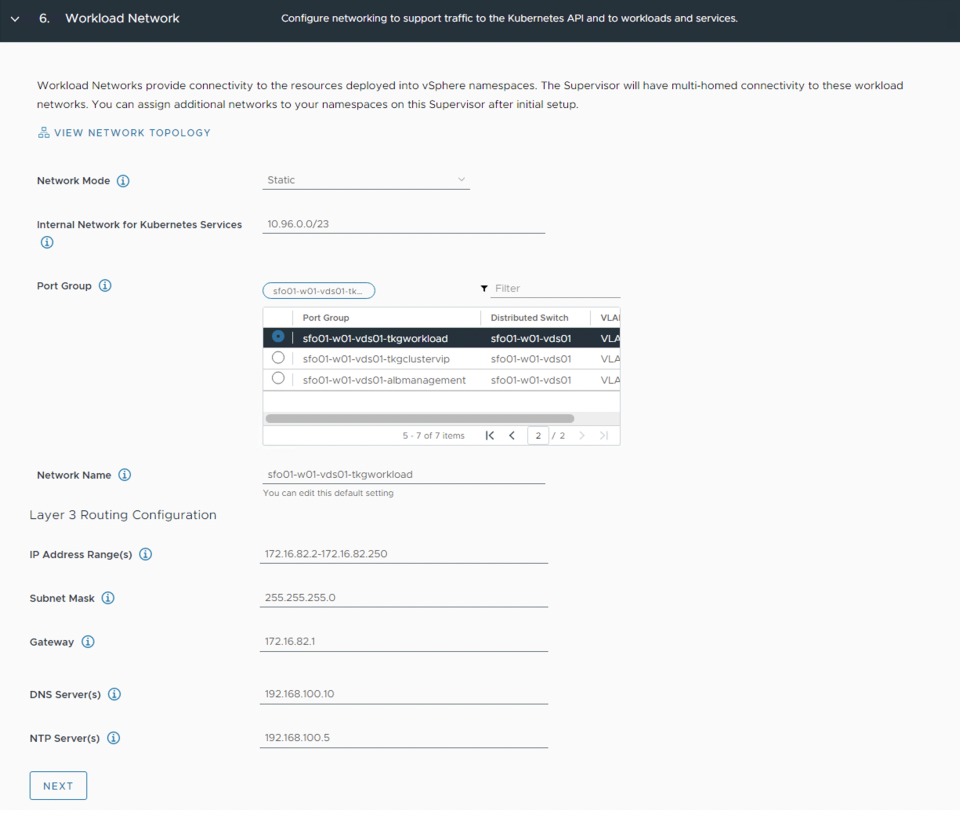 6. Workload Network Configure networking to support traffic to the Kubernetes API and to workloads and services.
Workload Networks provide connectivity to the resources deployed into vSphere namespaces. The Supervisor will have multi-homed connectivity to these workload
networks. You can assign additional networks to your namespaces on this Supervisor after initial setup.
VIEW NETWORK TOPOLOGY
Network Mode Static
Internal Network for Kubernetes Services 10.96.0.0/23
Port Group sfo01-w01-vds01-tk... Filter
Port Group Distributed Switch VLA
sfo01-w01-vds01-tkgworkload sfo01-w01-vds01 VLA
sfo01-w01-vds01-tkgclustervip sfo01-w01-vds01 VLA
sfo01-w01-vds01-albmanagement sfo01-w01-vds01 VLA
5 - 7 of 7 items 2 / 2
Network Name sfo01-w01-vds01-tkgworkload
You can edit this default setting
Layer 3 Routing Configuration
IP Address Range(s) 172.16.82.2-172.16.82.250
Subnet Mask 255.255.255.0
Gateway 172.16.82.1
DNS Server(s) 192.168.100.10
NTP Server(s) 192.168.100.5
NEXT